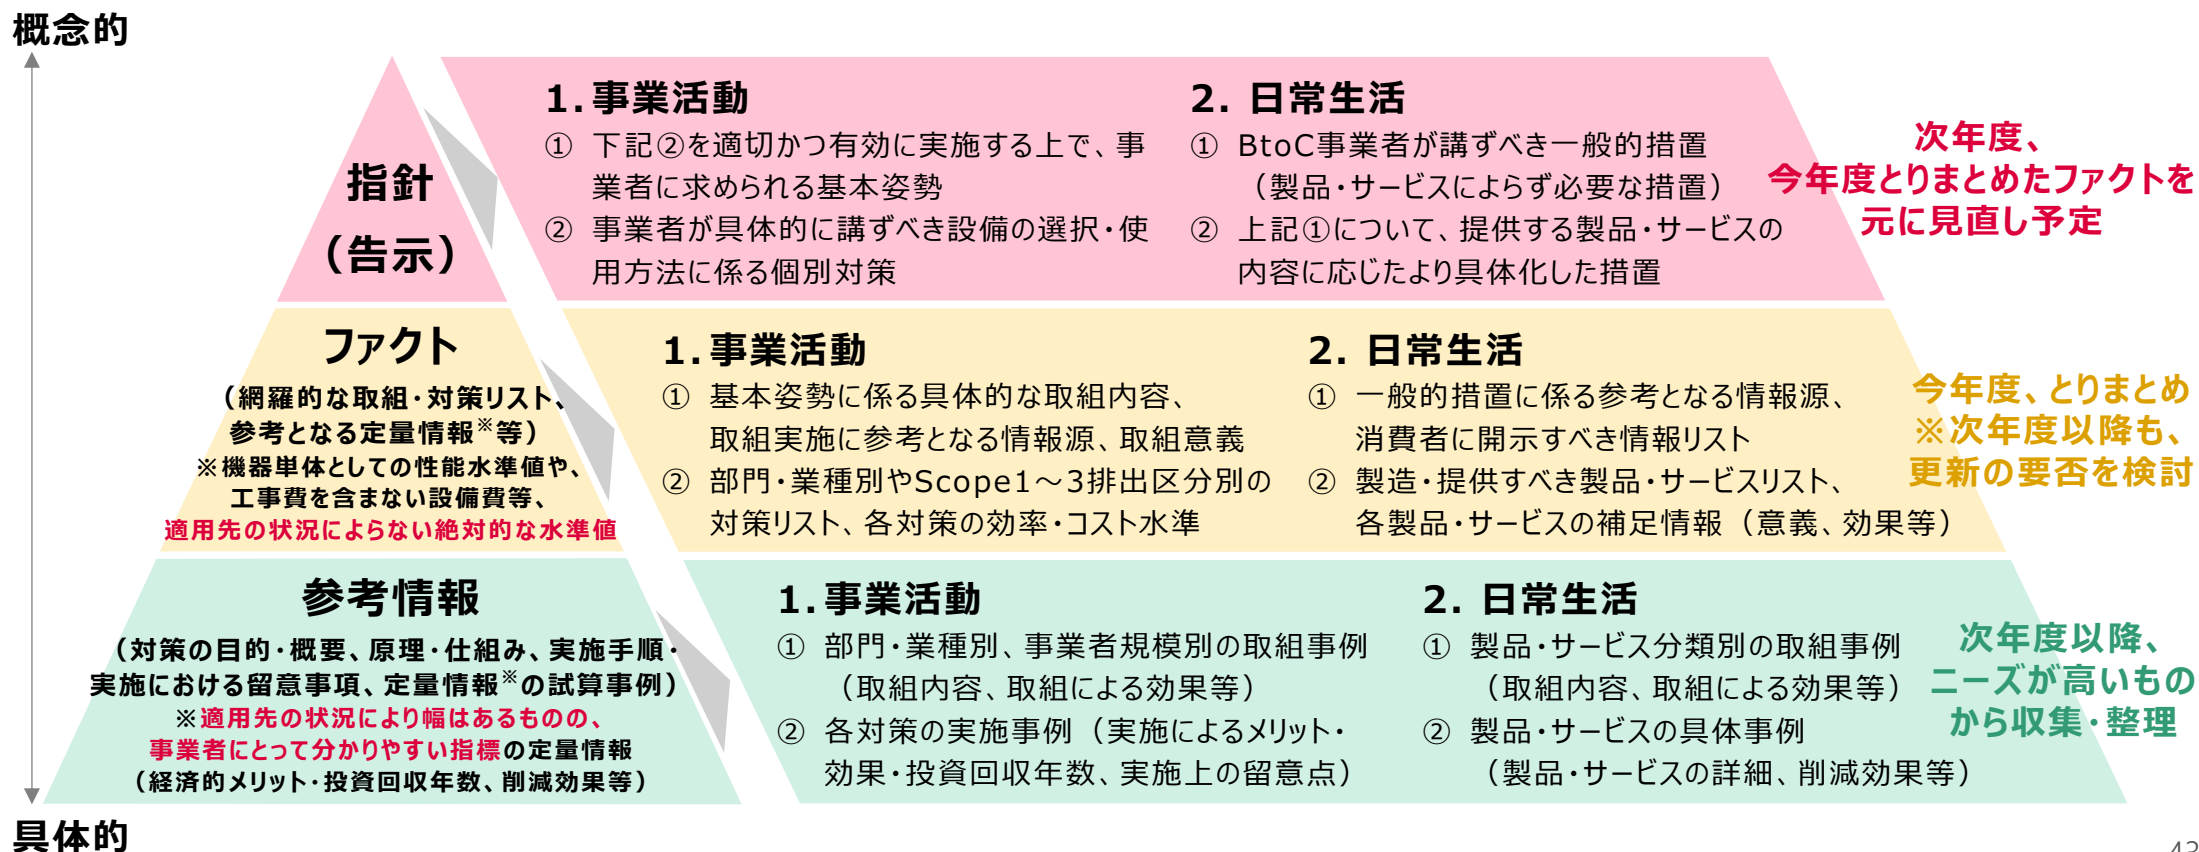 概念的
指針
（告示）
1.事業活動
① 下記②を適切かつ有効に実施する上で、事
業者に求められる基本姿勢
② 事業者が具体的に講ずべき設備の選択・使
用方法に係る個別対策
2. 日常生活
① BtoC事業者が講ずべき一般的措置
（製品・サービスによらず必要な措置）
② 上記①について、提供する製品・サービスの
内容に応じたより具体化した措置
次年度、
今年度とりまとめたファクトを
元に見直し予定
ファクト
（網羅的な取組・対策リスト、
参考となる定量情報※等）
※機器単体としての性能水準値や、
工事費を含まない設備費等、
適用先の状況によらない絶対的な水準値
1.事業活動
① 基本姿勢に係る具体的な取組内容、
取組実施に参考となる情報源、取組意義
② 部門・業種別やScope1～3排出区分別の
対策リスト、各対策の効率・コスト水準
2. 日常生活
① 一般的措置に係る参考となる情報源、
消費者に開示すべき情報リスト
② 製造・提供すべき製品・サービスリスト、
各製品・サービスの補足情報（意義、効果等）
今年度、とりまとめ
※次年度以降も、
更新の要否を検討
参考情報
（対策の目的・概要、原理・仕組み、実施手順・
実施における留意事項、定量情報※の試算事例）
※適用先の状況により幅はあるものの、
事業者にとって分かりやすい指標の定量情報
（経済的メリット・投資回収年数、削減効果等）
1.事業活動
① 部門・業種別、事業者規模別の取組事例
（取組内容、取組による効果等）
② 各対策の実施事例（実施によるメリット・
効果・投資回収年数、実施上の留意点）
2. 日常生活
① 製品・サービス分類別の取組事例
（取組内容、取組による効果等）
② 製品・サービスの具体事例
（製品・サービスの詳細、削減効果等）
次年度以降、
ニーズが高いもの
から収集・整理
具体的